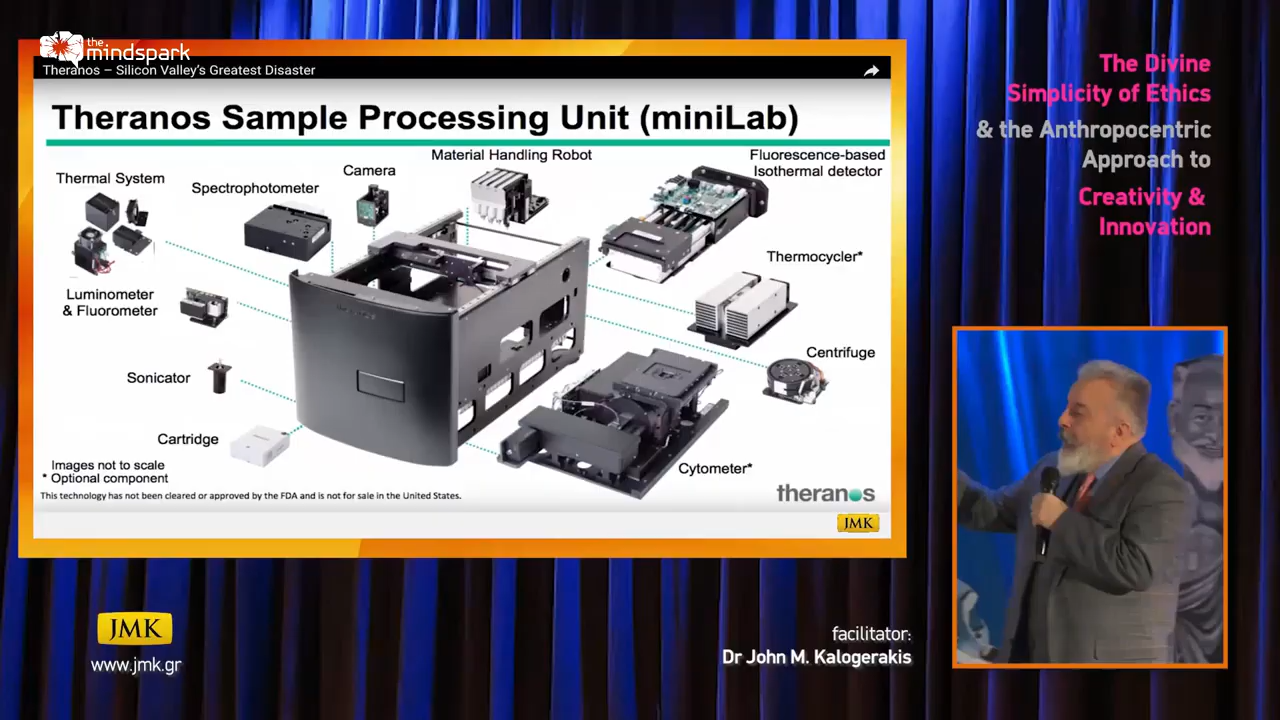 the
mindspark
Theranos – Silicon Valley's Greatest Disaster
Theranos Sample Processing Unit (miniLab)
Thermal System
Spectrophotometer
Camera
Material Handling Robot
Fluorescence-based
Isothermal detector
Luminometer
& Fluorometer
Thermocycler*
Sonicator
Centrifuge
Cartridge
Cytometer*
Images not to scale
* Optional component
This technology has not been cleared or approved by the FDA and is not for sale in the United States.
theranos
JMK
The Divine
Simplicity of Ethics
& the Anthropocentric
Approach to
Creativity &
Innovation
JMK
www.jmk.gr
facilitator:
Dr John M. Kalogerakis